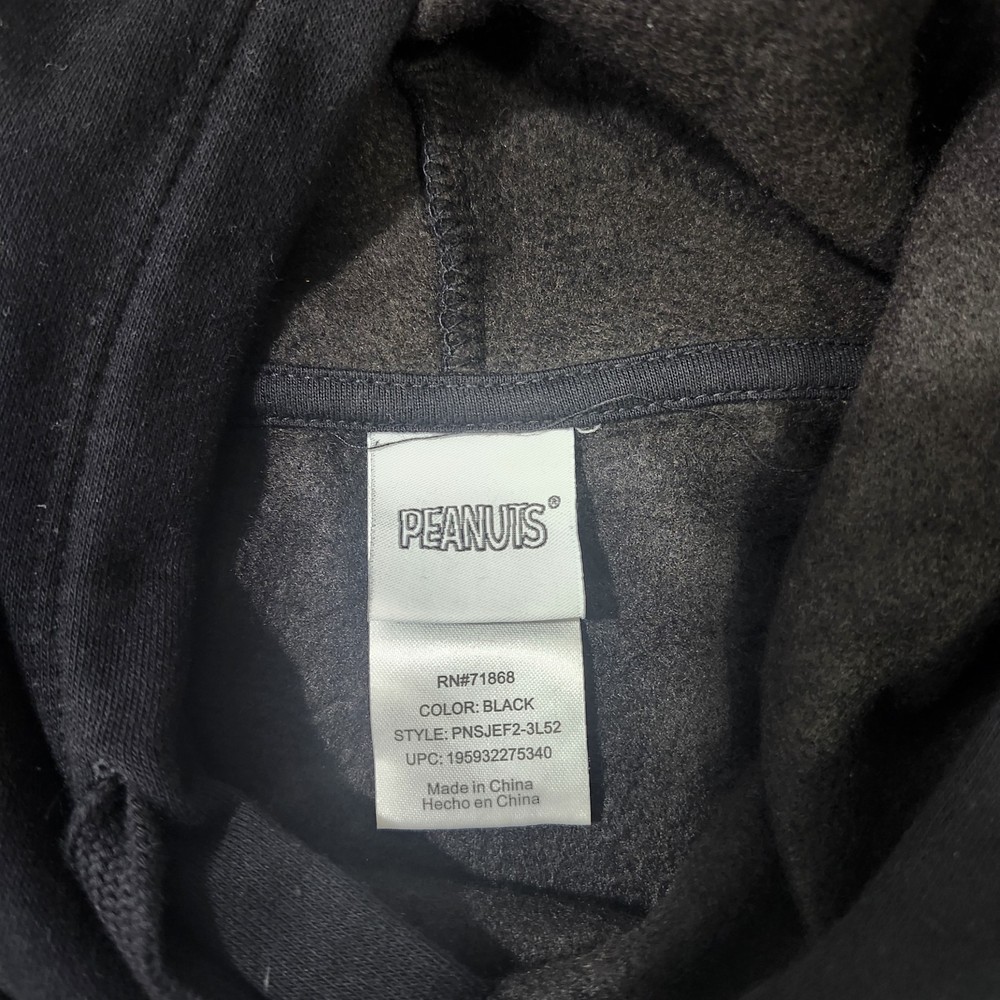 PEANUTS®
RN#71868
COLOR: BLACK
STYLE: PNSJEF2-3L52
UPC: 195932275340
Made in China
Hecho en China